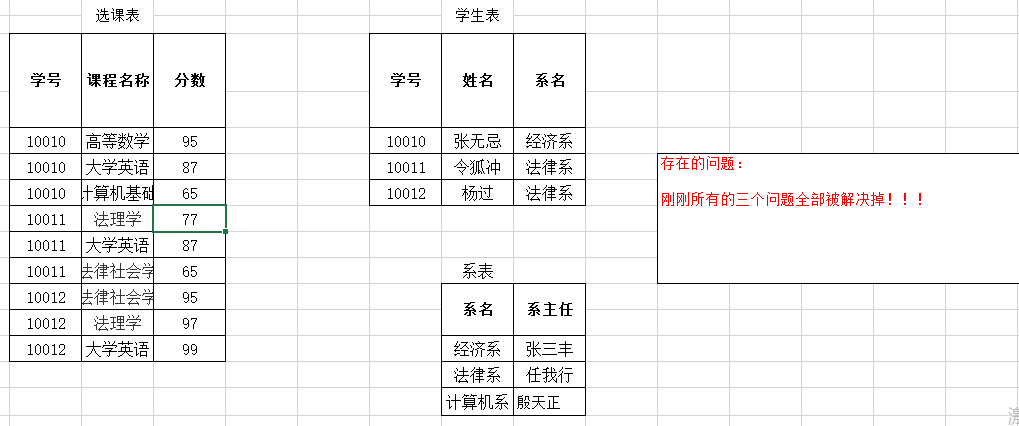 选课表 学生表
学号 课程名称 分数 学号 姓名 系名
10010 高等数学 95 10010 张无忌 经济系
10010 大学英语 87 10011 令狐冲 法律系
10010 计算机基础 65 10012 杨过 法律系
10011 法理学 77
10011 大学英语 87
10011 法律社会学 65
10012 法律社会学 95
10012 法理学 97
10012 大学英语 99
系表
系名 系主任
经济系 张三丰
法律系 任我行
计算机系 殷天正
存在的问题：
刚刚所有的三个问题全部被解决掉！！！